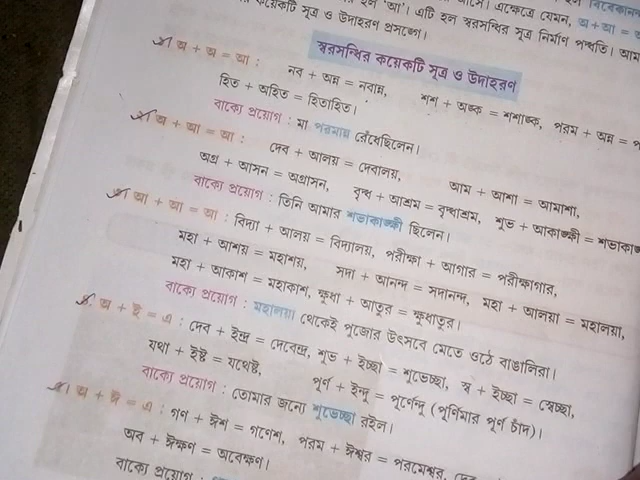 কয়েকটি সূত্র ও উদাহরণ প্রসঙ্গে।
হল 'আ'। এটি হল স্বরসন্ধির সূত্র নির্মাণ পদ্ধতি।
একক্ষেত্রে যেমন, অ+আ =
স্বরসন্ধির কয়েকটি সূত্র ও উদাহরণ
অ + অ = আ : নব + অন্ন = নবান্ন, শশ + অঙ্ক = শশাঙ্ক, পরম + অন্ন =
হিত + অহিত = হিতাহিত।
বাক্যে প্রয়োগ : মা পরমান্ন রেঁধেছিলেন।
অ + আ = আ : দেব + আলয় = দেবালয়, আম + আশা = আমাশা,
অগ্র + আসন = অগ্রাসন, বৃদ্ধ + আশ্রম = বৃদ্ধাশ্রম, শুভ + আকাঙ্ক্ষী =
বাক্যে প্রয়োগ : তিনি আমার শুভাকাঙ্ক্ষী ছিলেন।
আ + আ = আ : বিদ্যা + আলয় = বিদ্যালয়, পরীক্ষা + আগার = পরীক্ষাগার,
মহা + আশয় = মহাশয়, সদা + আনন্দ = সদানন্দ, মহা + আলয়া = মহালয়া,
মহা + আকাশ = মহাকাশ, ক্ষুধা + আতুর = ক্ষুধাতুর।
বাক্যে প্রয়োগ : মহালয়া থেকেই পুজোর উৎসবে মেতে ওঠে বাঙালিরা।
অ + ই = এ : দেব + ইন্দ্র = দেবেন্দ্র, শুভ + ইচ্ছা = শুভেচ্ছা, স্ব + ইচ্ছা = স্বেচ্ছা,
যথা + ইষ্ট = যথেষ্ট, পূর্ণ + ইন্দু = পূর্ণেন্দু (পূর্ণিমার পূর্ণ চাঁদ)।
বাক্যে প্রয়োগ : তোমার জন্যে শুভেচ্ছা রইল।
অ + ঈ = এ : গণ + ঈশ = গণেশ, পরম + ঈশ্বর = পরমেশ্বর,
অব + ঈক্ষণ = অবেক্ষণ।
বাক্যে প্রয়োগ :